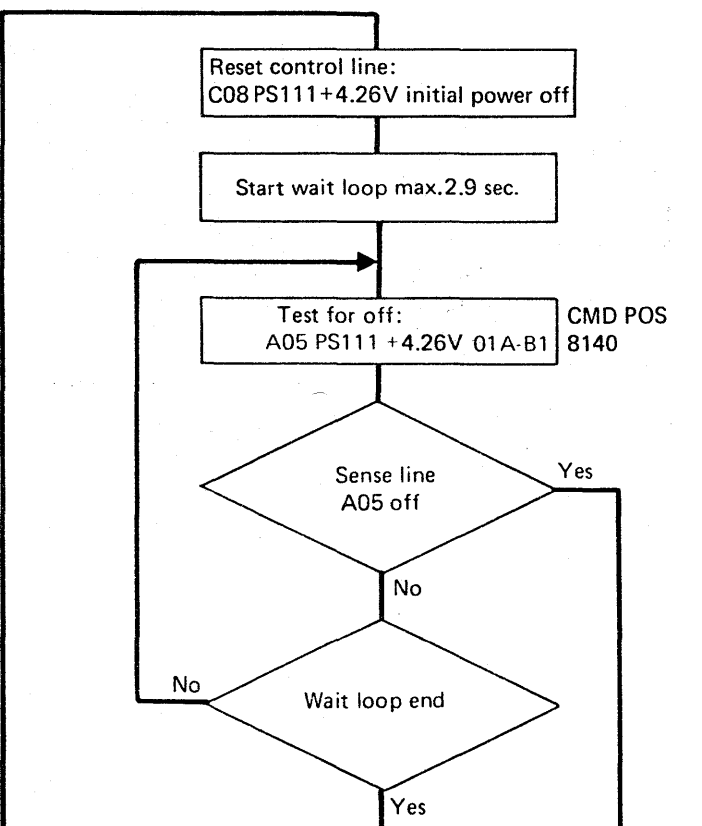 Reset control line:
C08 PS111+4.26V initial power off
Start wait loop max.2.9 sec.
Test for off:
A05 PS111 +4.26V 01A-B1
CMD POS
8140
Sense line
A05 off
Yes
No
Wait loop end
No
Yes